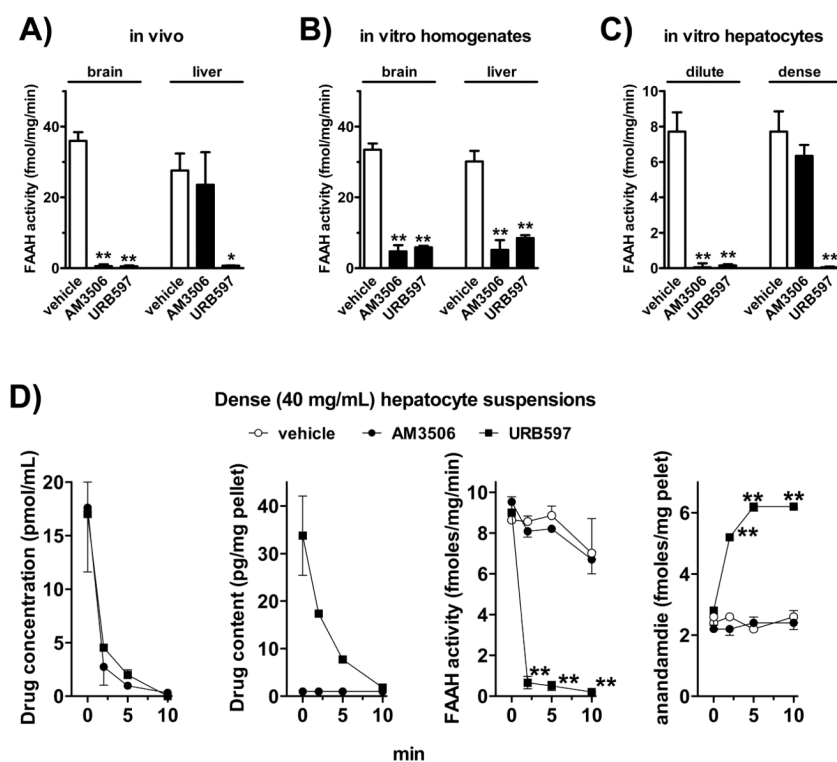 A) in vivo
B) in vitro homogenates
C) in vitro hepatocytes
brain liver
brain liver
dilute dense
FAAH activity (fmol/mg/min)
40
20
0
**
**
*
vehicle
AM3506
URB597
vehicle
AM3506
URB597
FAAH activity (fmol/mg/min)
40
20
0
**
**
**
**
vehicle
AM3506
URB597
vehicle
AM3506
URB597
FAAH activity (fmol/mg/min)
8
6
4
2
0
**
**
**
vehicle
AM3506
URB597
vehicle
AM3506
URB597
D) Dense (40 mg/mL) hepatocyte suspensions
vehicle AM3506 URB597
Drug concentration (pmol/mL)
20
15
10
5
0
0 5 10
Drug content (pg/mg pellet)
40
30
20
10
0
0 5 10
FAAH activity (fmoles/mg/min)
10
8
6
4
2
0
**
**
**
0 5 10
anandamdie (fmoles/mg pelet)
6
4
2
0
**
**
**
0 5 10
min